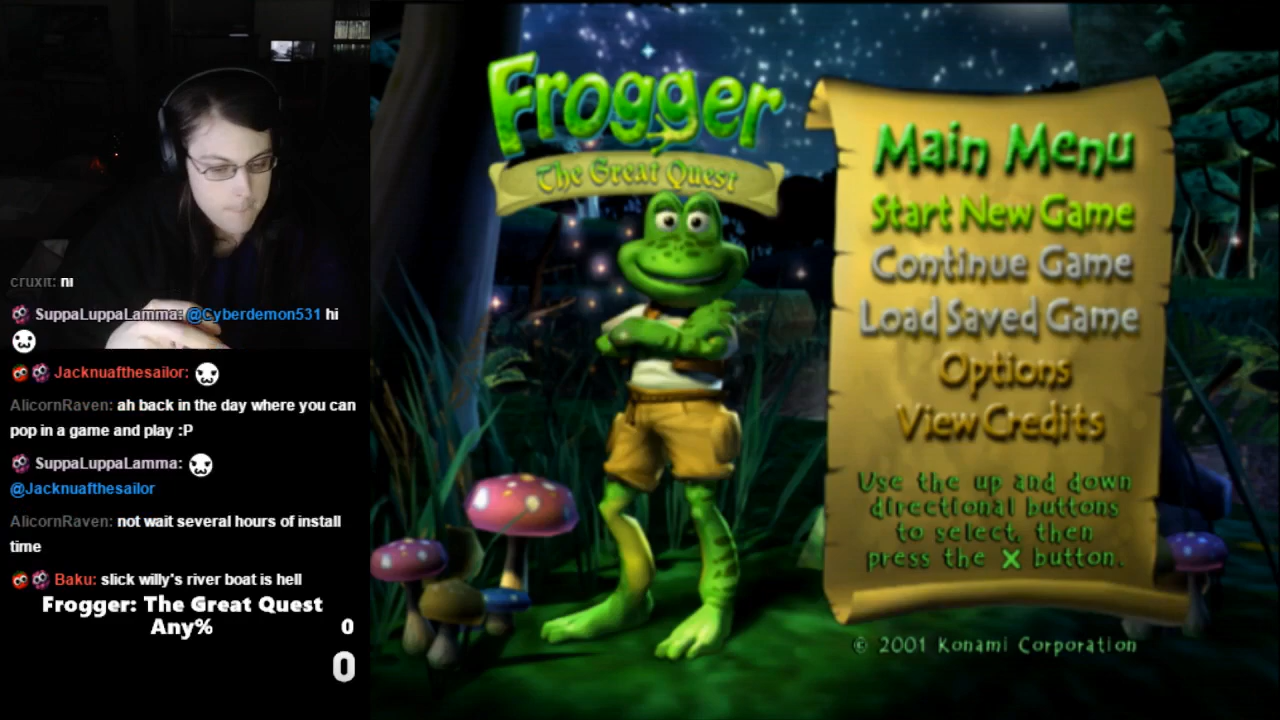 cruxit: ni
SuppaLuppaLamma: @Cyberdemon531 hi
Jacknuafthesailor:
AlicornRaven: ah back in the day where you can
pop in a game and play :P
SuppaLuppaLamma:
@Jacknuafthesailor
AlicornRaven: not wait several hours of install
time
Baku: slick willy's river boat is hell
Frogger: The Great Quest
Any% 0
0
Frogger
The Great Quest
Main Menu
Start New Game
Continue Game
Load Saved Game
Options
View Credits
Use the up and down
directional buttons
to select, then
press the X button.
© 2001 Konami Corporation